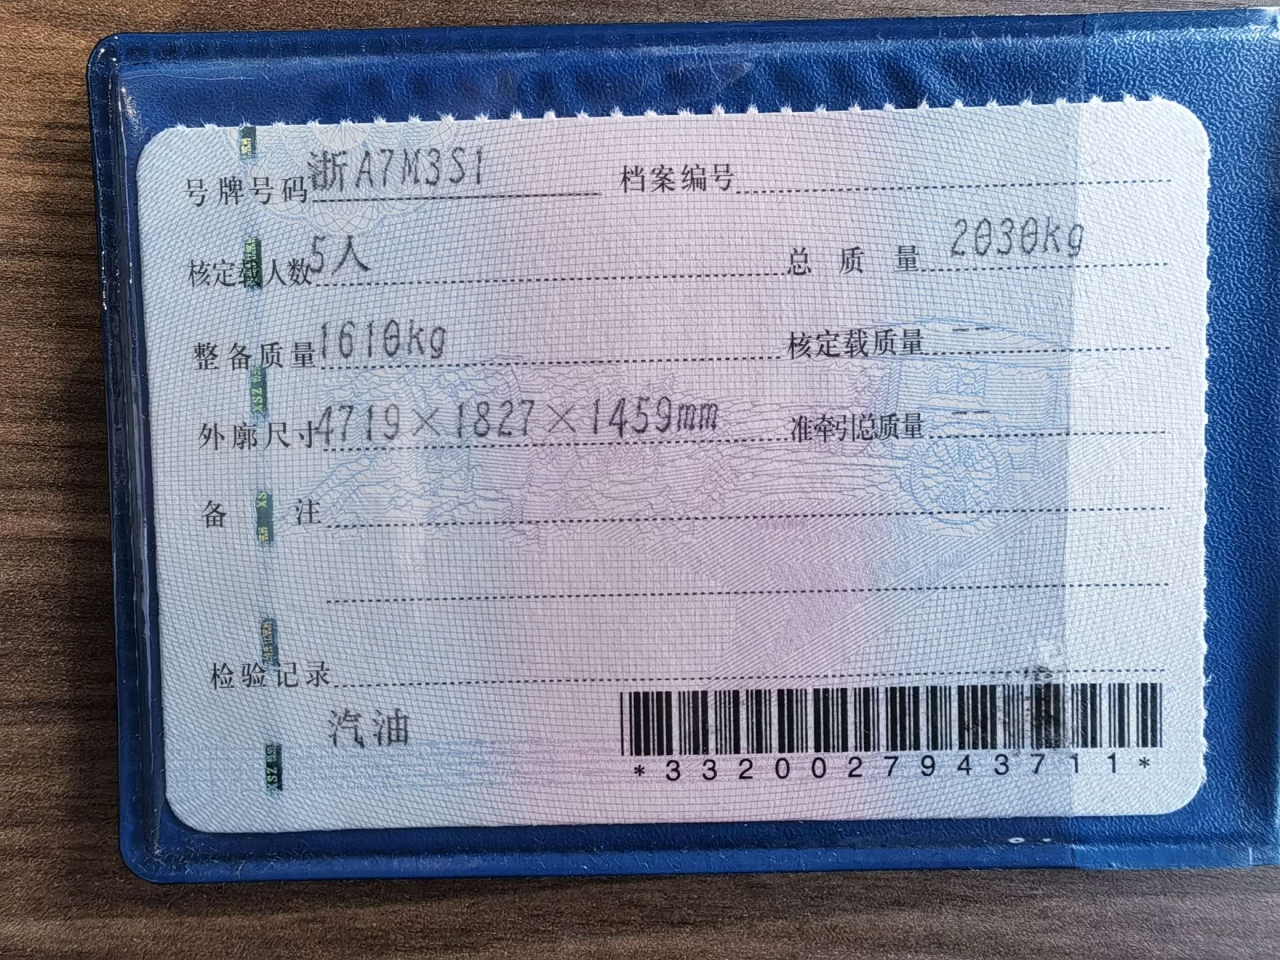 号牌号码 浙A7M3S1 档案编号
核定载人数 5人 总质量 2030kg
整备质量 1610kg 核定载质量 --
外廓尺寸 4719×1827×1459mm 准牵引总质量 --
备注
检验记录
汽油
*3320027943711*